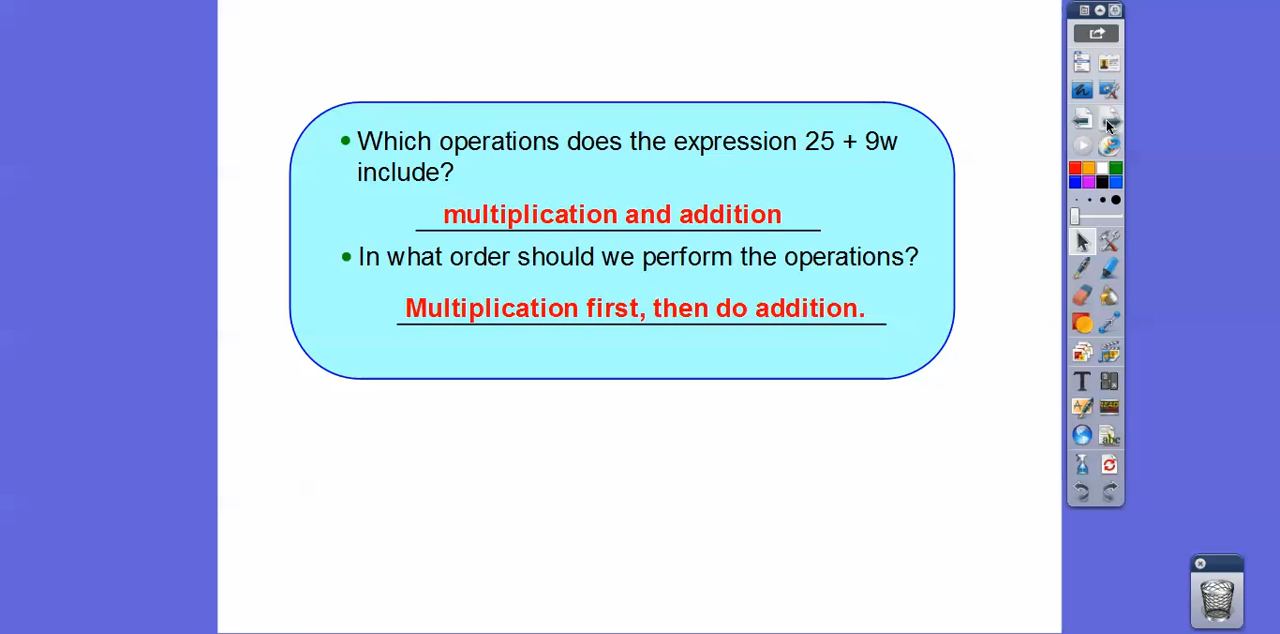 • Which operations does the expression 25 + 9w
include?
multiplication and addition
• In what order should we perform the operations?
Multiplication first, then do addition.
T
abc